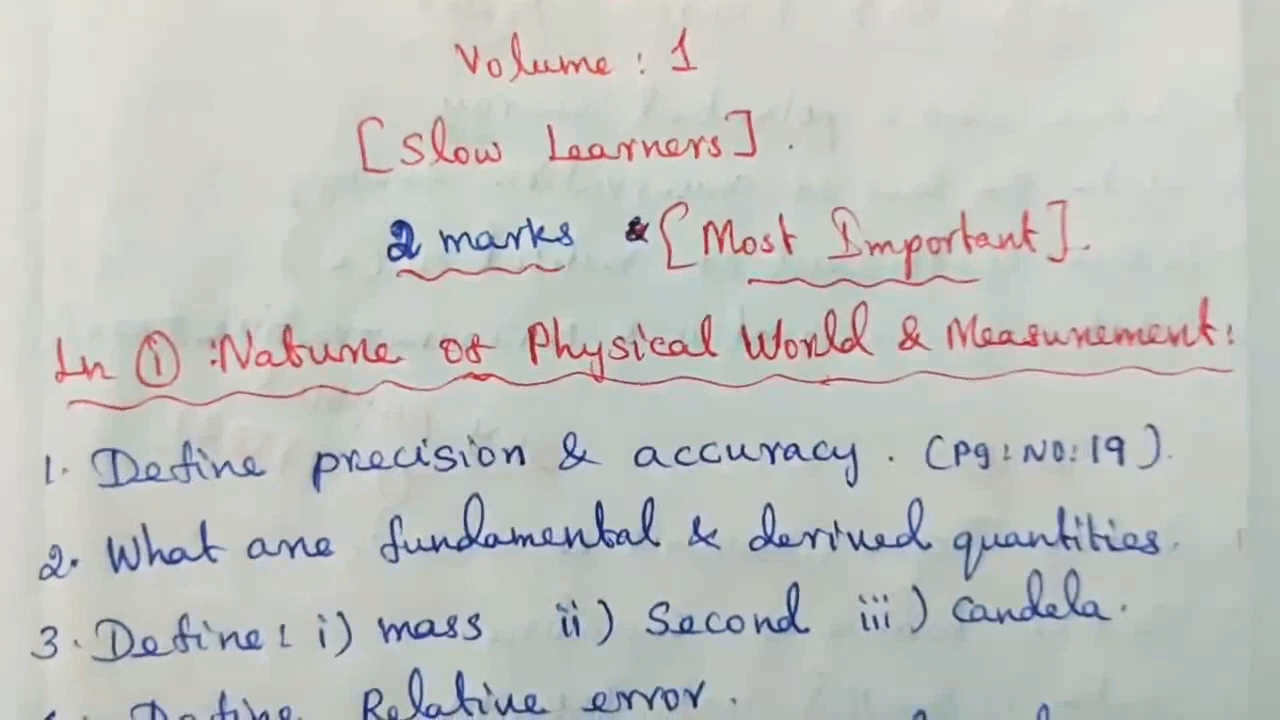 Volume : 1
[Slow Learners].
2 marks & [Most Important].
Ln ① : Nature of Physical World & Measurement:
1. Define precision & accuracy. (Pg: NO: 19).
2. What are fundamental & derived quantities.
3. Define: i) mass ii) Second iii) Candela.
Define Relative error.